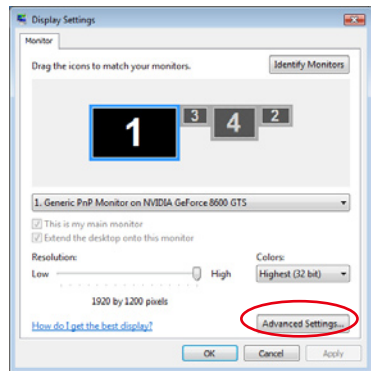 Display Settings
Monitor
Drag the icons to match your monitors.
Identify Monitors
1
3
4
2
1. Generic PnP Monitor on NVIDIA GeForce 8600 GTS
This is my main monitor
Extend the desktop onto this monitor
Resolution:
Colors:
Low
High
Highest (32 bit)
1920 by 1200 pixels
How do I get the best display?
Advanced Settings...
OK
Cancel
Apply